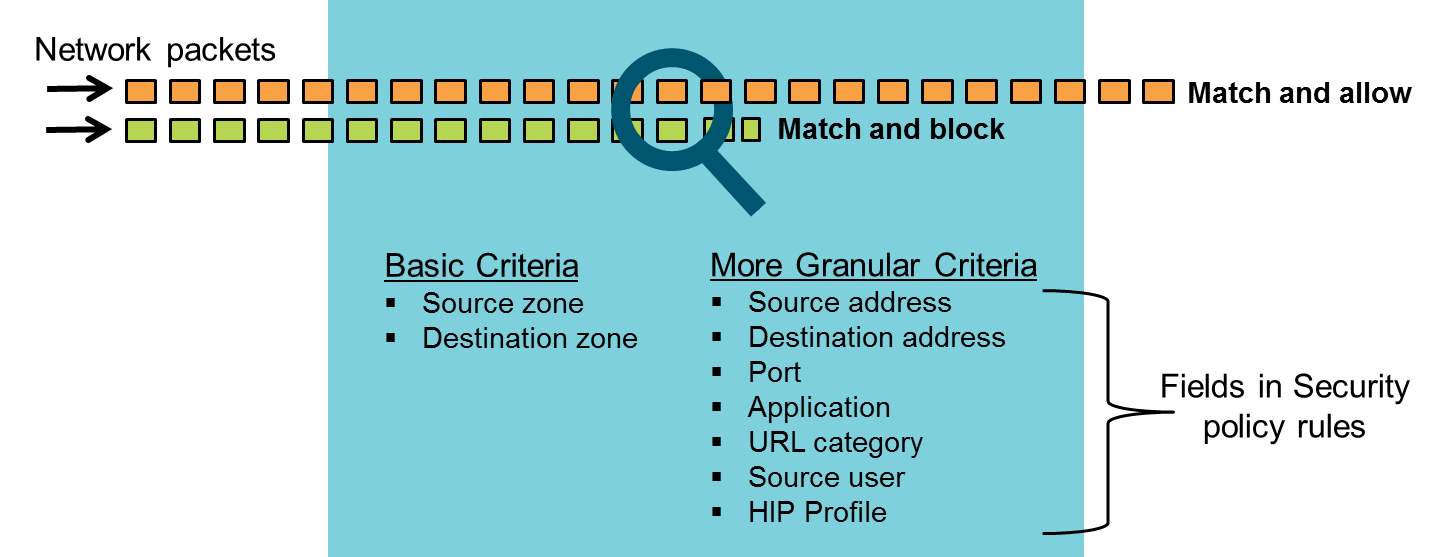 Network packets
Match and allow
Match and block
Basic Criteria
▪ Source zone
▪ Destination zone
More Granular Criteria
▪ Source address
▪ Destination address
▪ Port
▪ Application
▪ URL category
▪ Source user
▪ HIP Profile
Fields in Security
policy rules